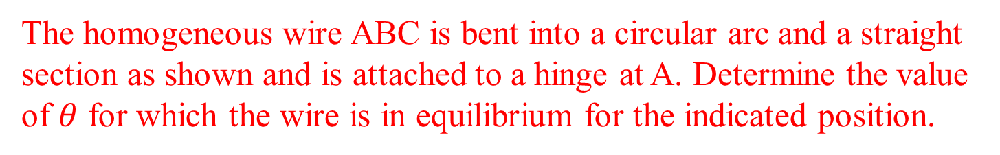 The homogeneous wire ABC is bent into a circular arc and a straight
section as shown and is attached to a hinge at A. Determine the value
of θ for which the wire is in equilibrium for the indicated position.